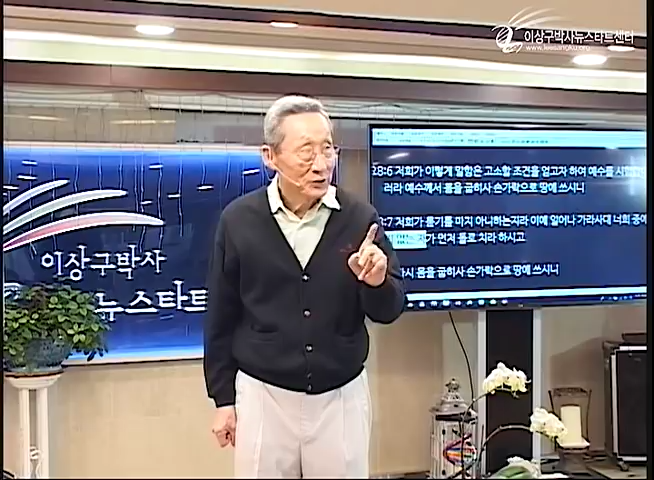 이상구박사뉴스타트센터
www.leesangku.org
8:6 저희가 이렇게 말함은 고소할 조건을 얻고자 하여 예수를 시험
러라 예수께서 몸을 굽히사 손가락으로 땅에 쓰시니
:7 저희가 묻기를 마지 아니하는지라 이에 일어나 가라사대 너희 중에
가 먼저 돌로 치라 하시고
다시 몸을 굽히사 손가락으로 땅에 쓰시니
이상구박사
뉴스타트